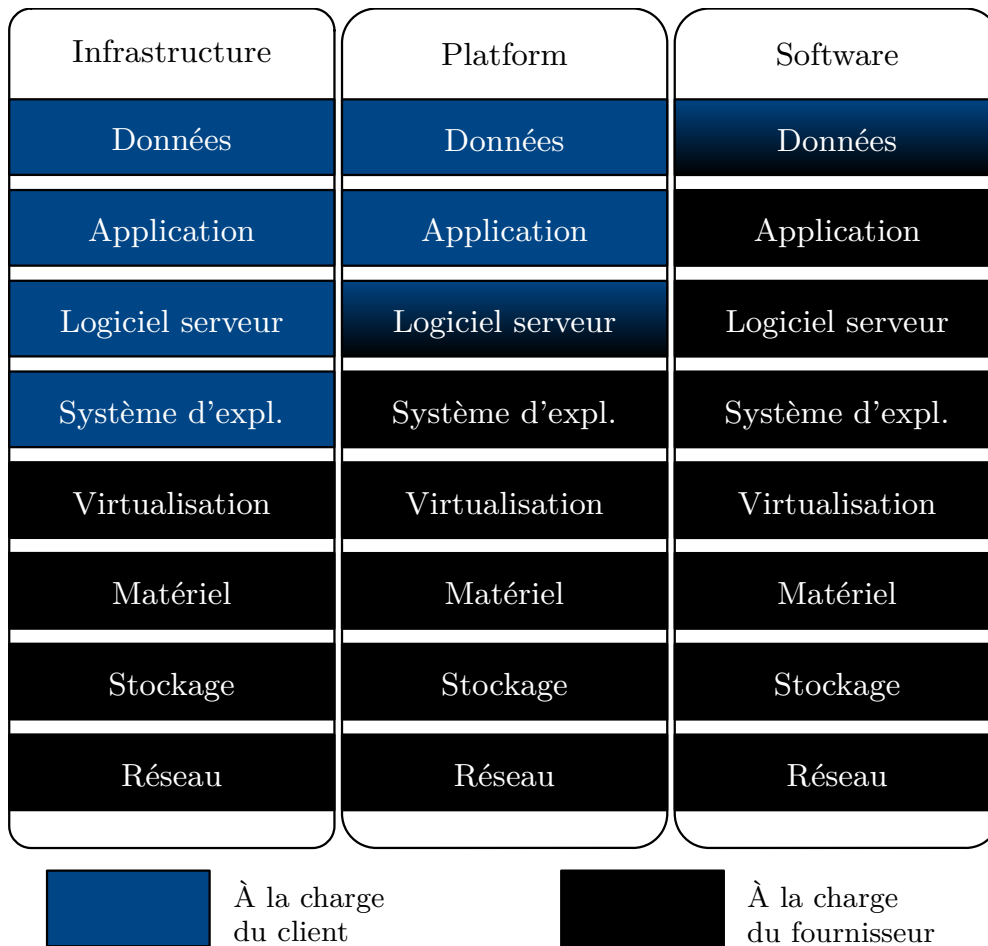 Infrastructure
Platform
Software
Données
Données
Données
Application
Application
Application
Logiciel serveur
Logiciel serveur
Logiciel serveur
Système d'expl.
Système d'expl.
Système d'expl.
Virtualisation
Virtualisation
Virtualisation
Matériel
Matériel
Matériel
Stockage
Stockage
Stockage
Réseau
Réseau
Réseau
À la charge
du client
À la charge
du fournisseur